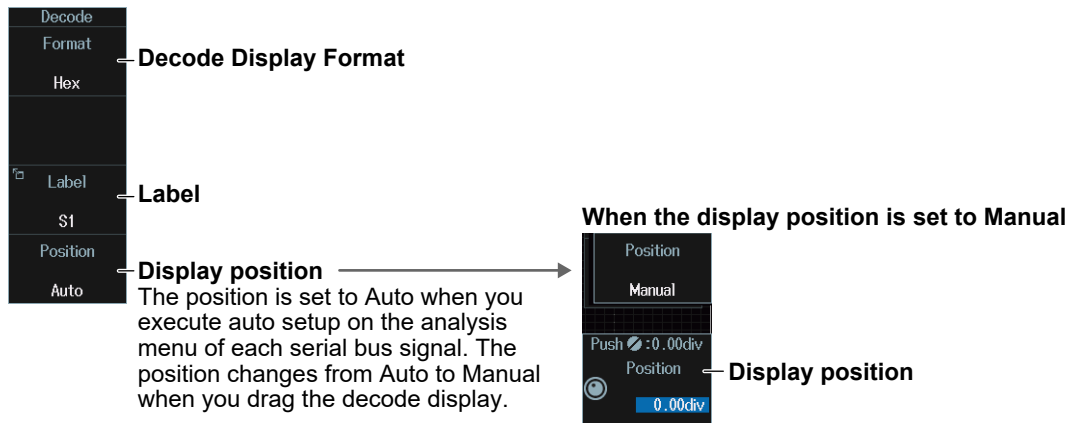 Decode
Format
Hex
Decode Display Format
Label
S1
Label
Position
Auto
Display position
The position is set to Auto when you
execute auto setup on the analysis
menu of each serial bus signal. The
position changes from Auto to Manual
when you drag the decode display.
When the display position is set to Manual
Position
Manual
Push :0.00div
Position
0.00div
Display position